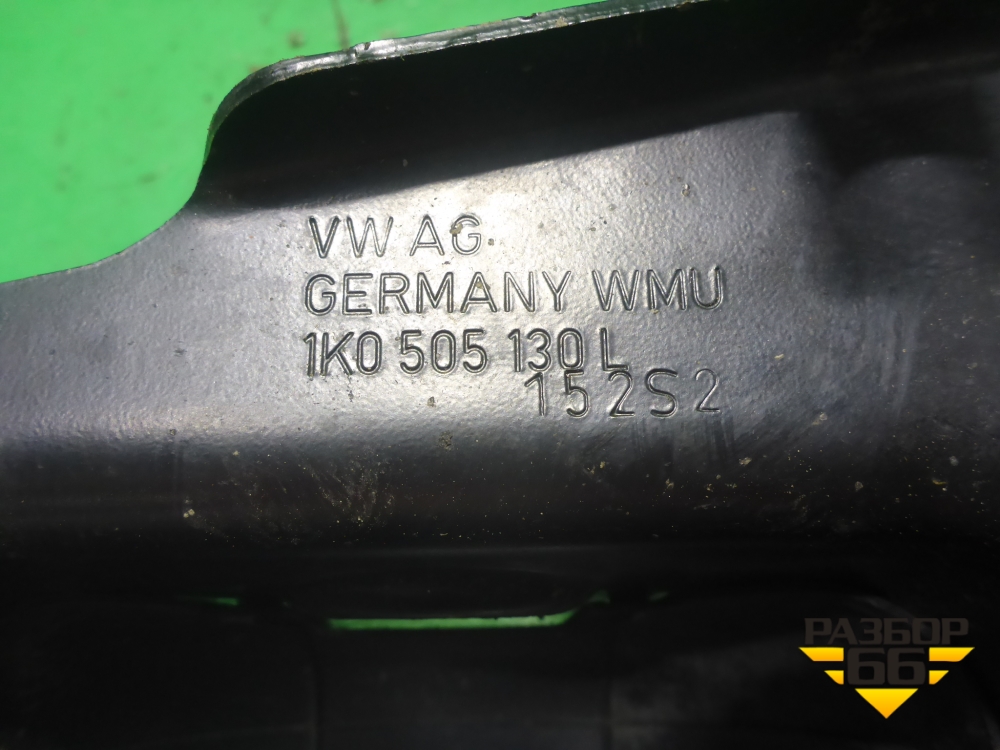 VW AG
GERMANY WMU
1K0 505 130 L
152S2
РАЗБОР
66